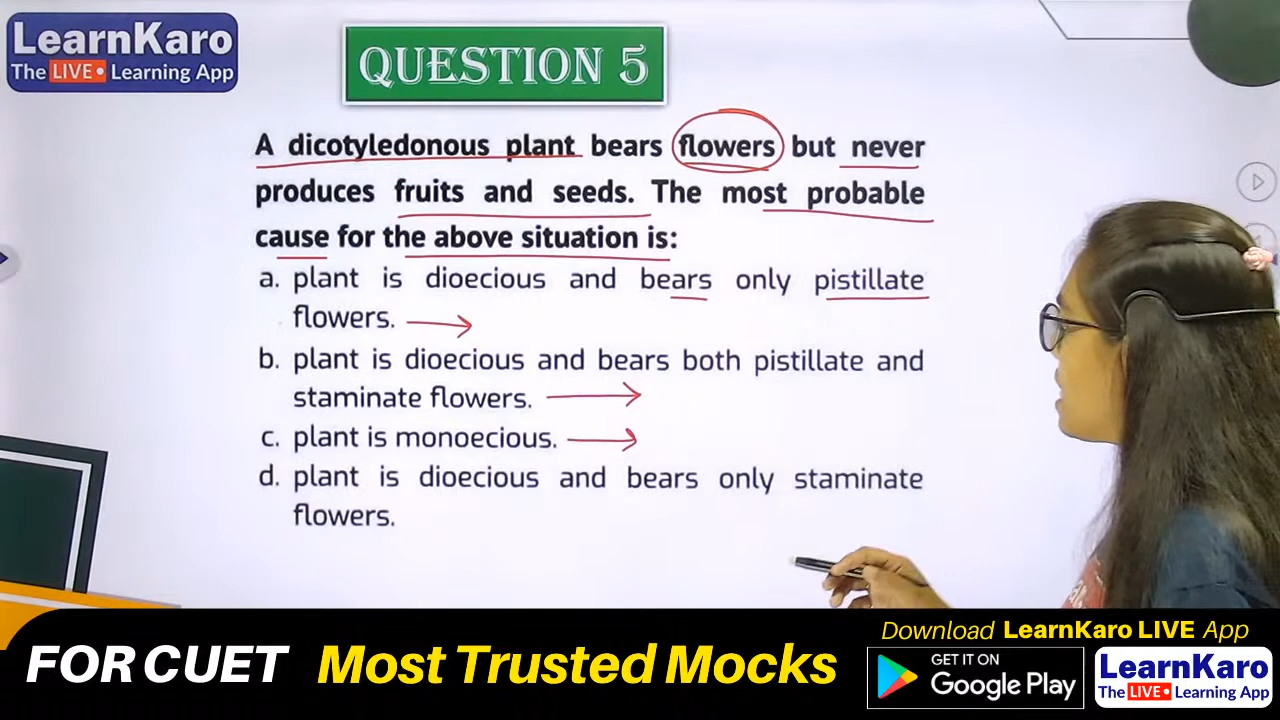 LearnKaro
The LIVE Learning App
QUESTION 5
A dicotyledonous plant bears flowers but never
produces fruits and seeds. The most probable
cause for the above situation is:
a. plant is dioecious and bears only pistillate
flowers.
b. plant is dioecious and bears both pistillate and
staminate flowers.
c. plant is monoecious.
d. plant is dioecious and bears only staminate
flowers.
FOR CUET Most Trusted Mocks
Download LearnKaro LIVE App
GET IT ON
Google Play
LearnKaro
The LIVE Learning App